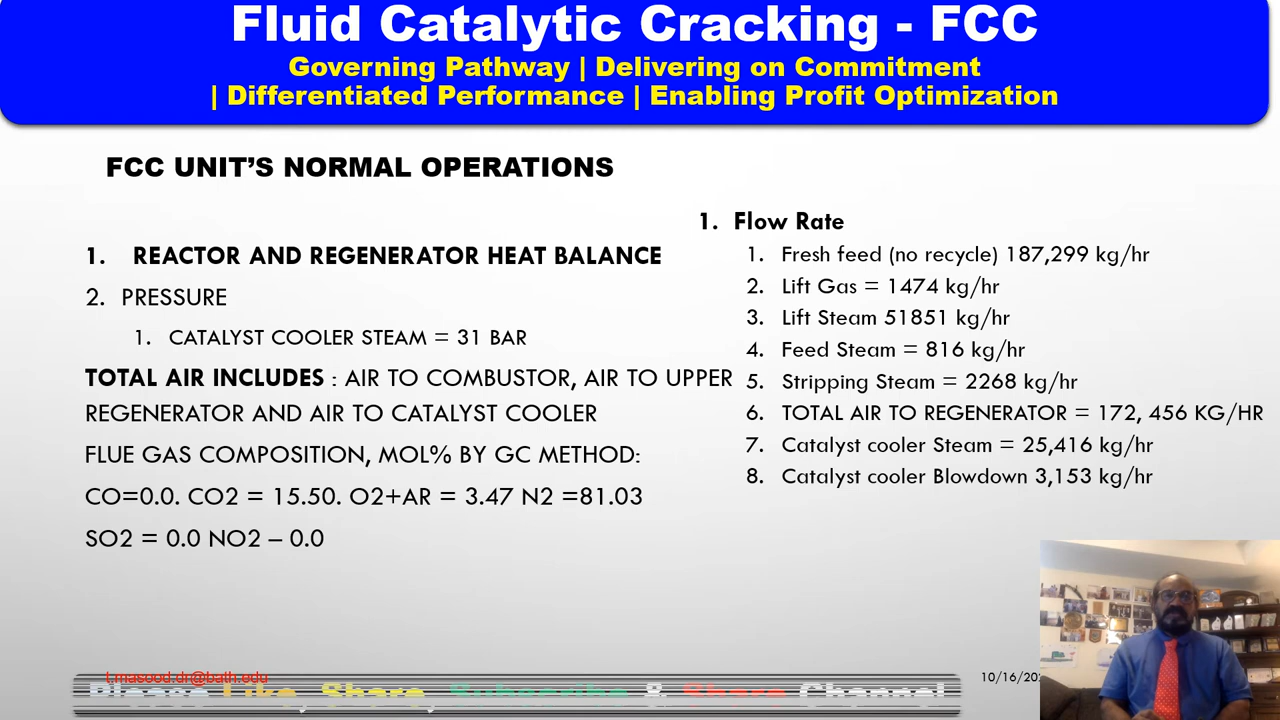 Fluid Catalytic Cracking - FCC
Governing Pathway | Delivering on Commitment
| Differentiated Performance | Enabling Profit Optimization
FCC UNIT’S NORMAL OPERATIONS
1. REACTOR AND REGENERATOR HEAT BALANCE
2. PRESSURE
1. CATALYST COOLER STEAM = 31 BAR
TOTAL AIR INCLUDES : AIR TO COMBUSTOR, AIR TO UPPER
REGENERATOR AND AIR TO CATALYST COOLER
FLUE GAS COMPOSITION, MOL% BY GC METHOD:
CO=0.0. CO2 = 15.50. O2+AR = 3.47 N2 =81.03
SO2 = 0.0 NO2 – 0.0
1. Flow Rate
1. Fresh feed (no recycle) 187,299 kg/hr
2. Lift Gas = 1474 kg/hr
3. Lift Steam 51851 kg/hr
4. Feed Steam = 816 kg/hr
5. Stripping Steam = 2268 kg/hr
6. TOTAL AIR TO REGENERATOR = 172, 456 KG/HR
7. Catalyst cooler Steam = 25,416 kg/hr
8. Catalyst cooler Blowdown 3,153 kg/hr
t.masood.dr@bath.edu
Please Like, Share, Subscribe & Share Channel
10/16/20